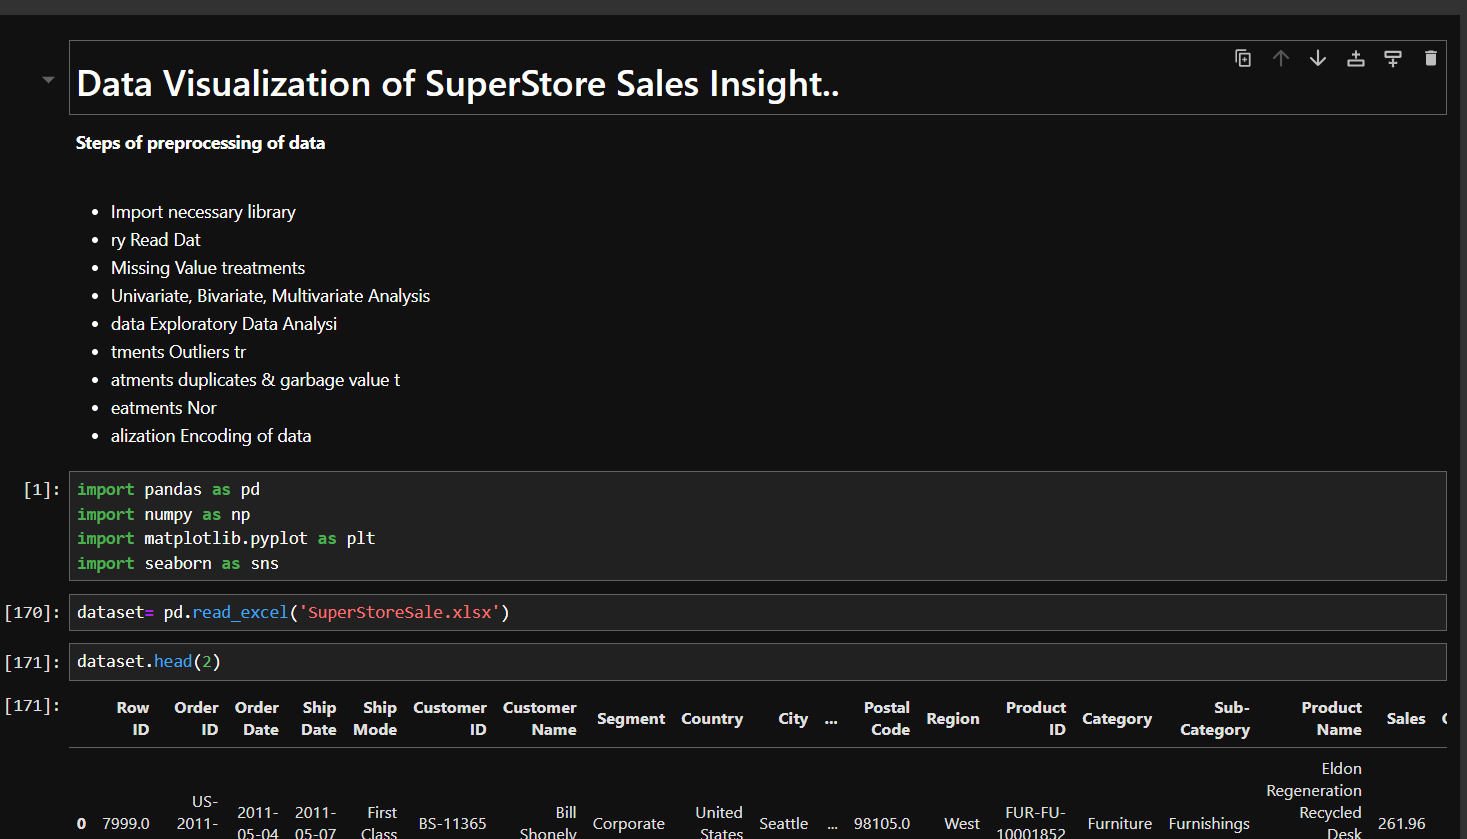 Data Visualization of SuperStore Sales Insight..
Steps of preprocessing of data
• Import necessary library
• ry Read Dat
• Missing Value treatments
• Univariate, Bivariate, Multivariate Analysis
• data Exploratory Data Analysi
• tments Outliers tr
• atments duplicates & garbage value t
• eatments Nor
• alization Encoding of data
[1]: import pandas as pd
import numpy as np
import matplotlib.pyplot as plt
import seaborn as sns
[170]: dataset= pd.read_excel('SuperStoreSale.xlsx')
[171]: dataset.head(2)
[171]:
Row Order Order Ship Ship Customer Customer Segment Country City ... Postal Region Product Category Sub- Product Sales
ID ID Date Date Mode ID Name Code ID Category Name
Eldon
Regeneration
US- 2011- 2011- First Bill United FUR-FU- Recycled
0 7999.0 2011- 05-04 05-07 Class BS-11365 Shonely Corporate States Seattle ... 98105.0 West 10001852 Furniture Furnishings Desk 261.96